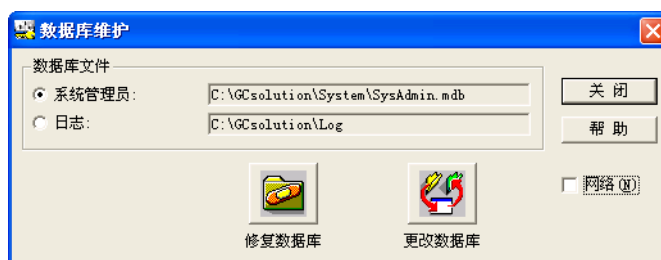 数据库维护
数据库文件
系统管理员: C:\GCsolution\System\SysAdmin.mdb
日志: C:\GCsolution\Log
关闭
帮助
网络(N)
修复数据库 更改数据库